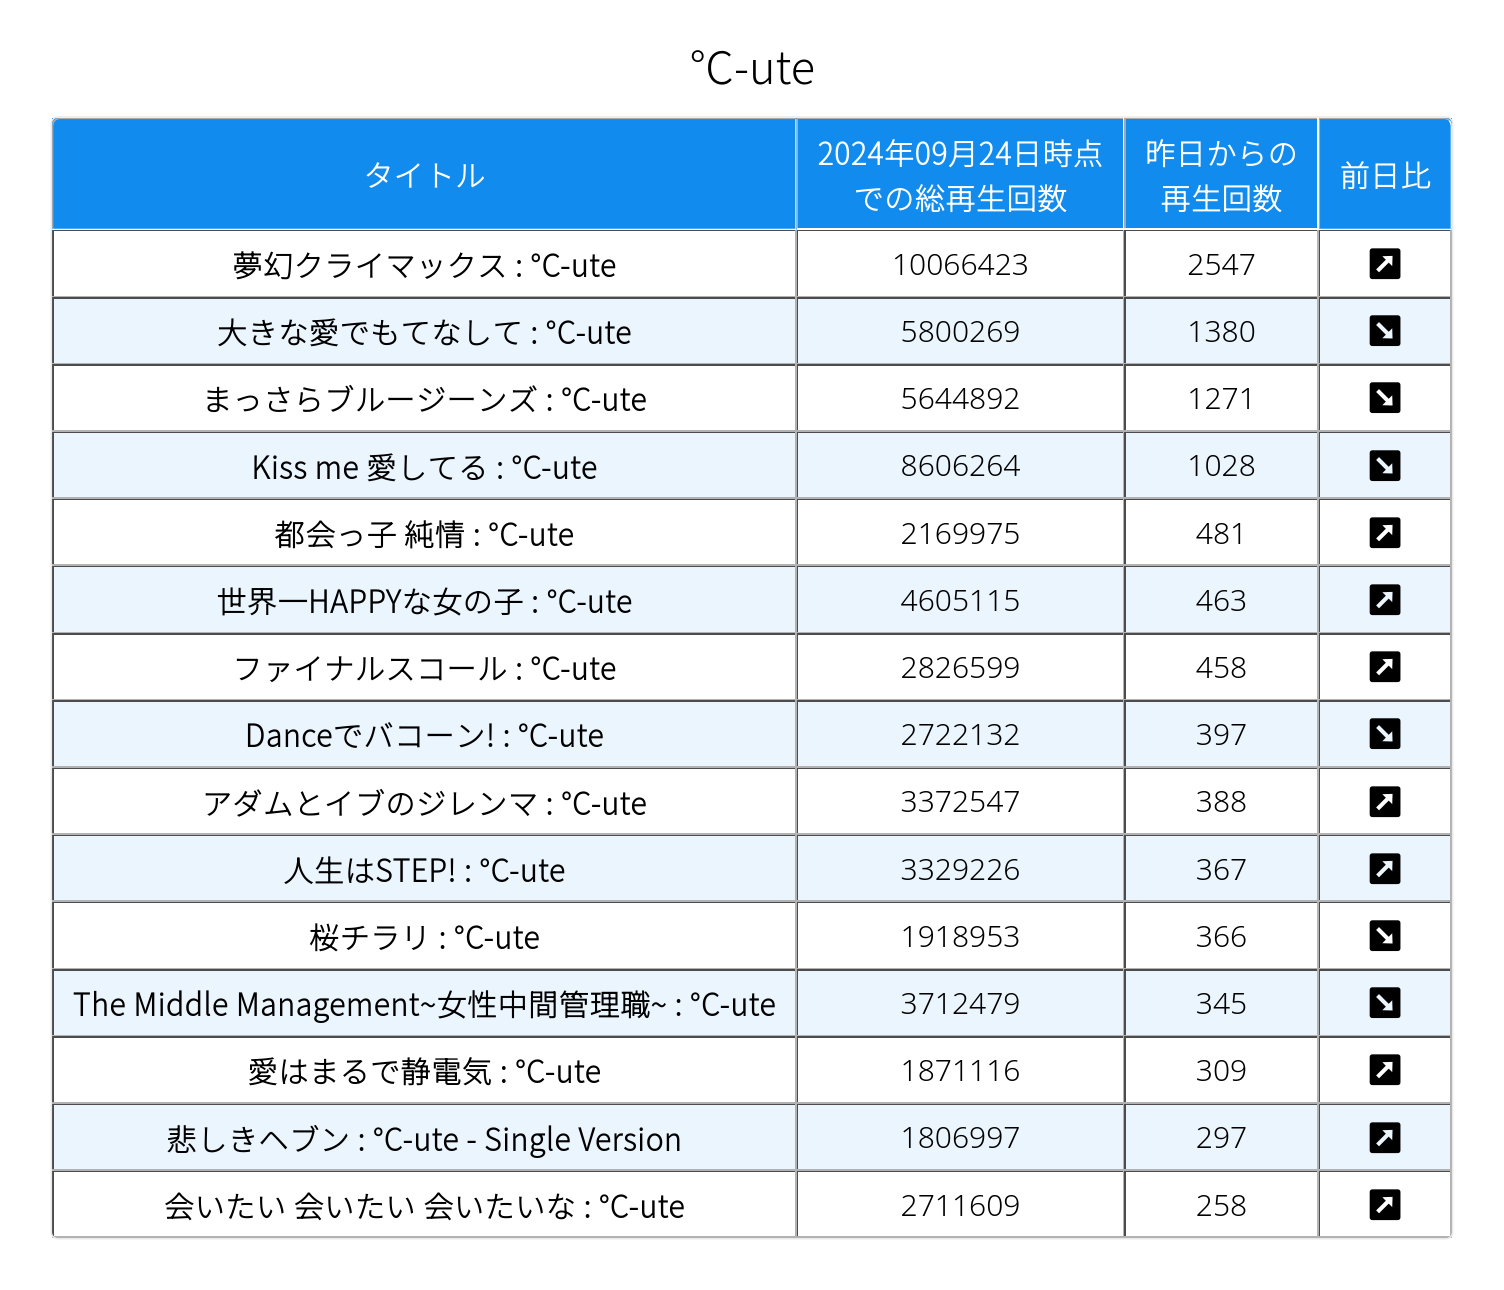 ℃-ute
タイトル
2024年09月24日時点
での総再生回数
昨日からの
再生回数
前日比
夢幻クライマックス : ℃-ute 10066423 2547
大きな愛でもてなして : ℃-ute 5800269 1380
まっさらブルージーンズ : ℃-ute 5644892 1271
Kiss me 愛してる : ℃-ute 8606264 1028
都会っ子 純情 : ℃-ute 2169975 481
世界一HAPPYな女の子 : ℃-ute 4605115 463
ファイナルスコール : ℃-ute 2826599 458
Danceでバコーン! : ℃-ute 2722132 397
アダムとイブのジレンマ : ℃-ute 3372547 388
人生はSTEP! : ℃-ute 3329226 367
桜チラリ : ℃-ute 1918953 366
The Middle Management~女性中間管理職~ : ℃-ute 3712479 345
愛はまるで静電気 : ℃-ute 1871116 309
悲しきヘブン : ℃-ute - Single Version 1806997 297
会いたい 会いたい 会いたいな : ℃-ute 2711609 258